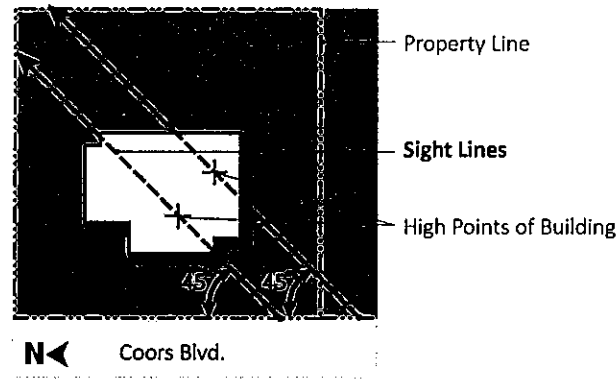 Property Line
Sight Lines
High Points of Building
45° 45°
N Coors Blvd.